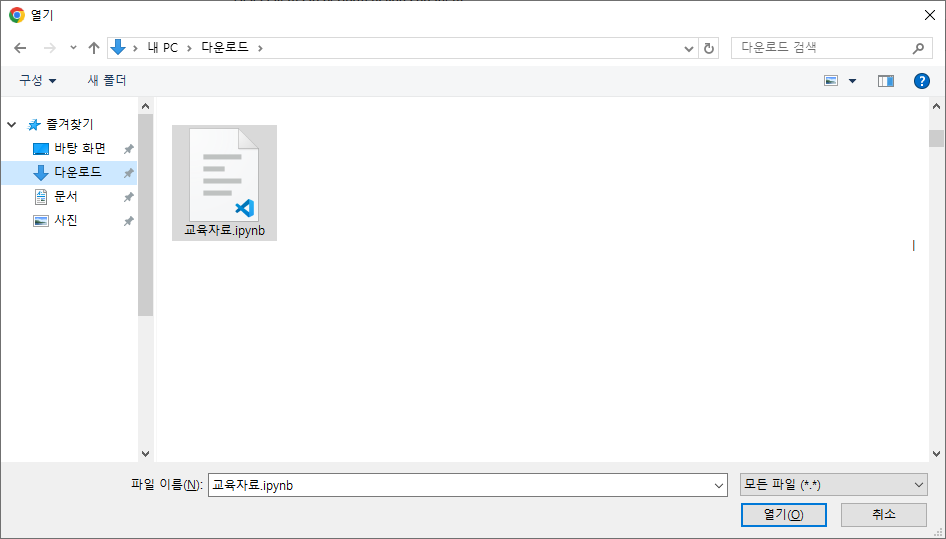 열기
내 PC
다운로드
다운로드 검색
구성
새 폴더
즐겨찾기
바탕 화면
다운로드
문서
사진
교육자료.ipynb
파일 이름(N):
교육자료.ipynb
모든 파일 (*.*)
열기(O)
취소